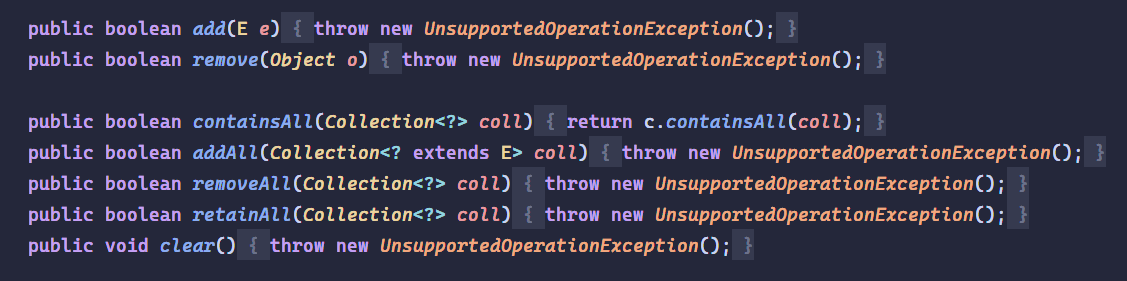 public boolean add(E e) { throw new UnsupportedOperationException(); }
public boolean remove(Object o) { throw new UnsupportedOperationException(); }
public boolean containsAll(Collection<?> coll) { return c.containsAll(coll); }
public boolean addAll(Collection<? extends E> coll) { throw new UnsupportedOperationException(); }
public boolean removeAll(Collection<?> coll) { throw new UnsupportedOperationException(); }
public boolean retainAll(Collection<?> coll) { throw new UnsupportedOperationException(); }
public void clear() { throw new UnsupportedOperationException(); }